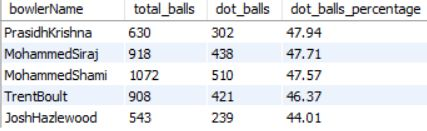 bowlerName total_balls dot_balls dot_balls_percentage
PrasidhKrishna 630 302 47.94
MohammedSiraj 918 438 47.71
MohammedShami 1072 510 47.57
TrentBoult 908 421 46.37
JoshHazlewood 543 239 44.01